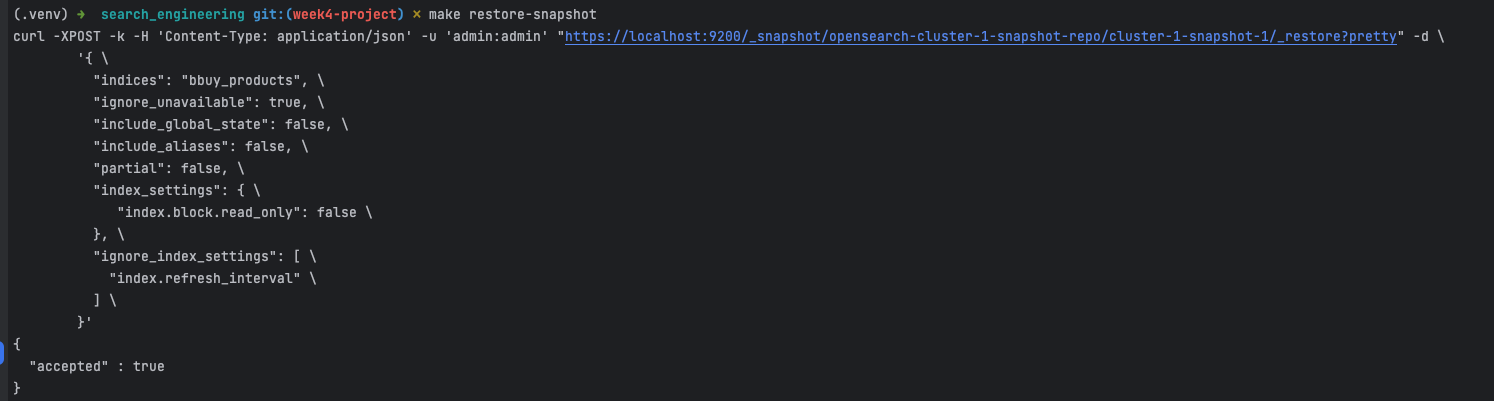 (.venv) ➜ search_engineering git:(week4-project) ✗ make restore-snapshot
curl -XPOST -k -H 'Content-Type: application/json' -u 'admin:admin' "https://localhost:9200/_snapshot/opensearch-cluster-1-snapshot-repo/cluster-1-snapshot-1/_restore?pretty" -d \
        '{ \
          "indices": "bbuy_products", \
          "ignore_unavailable": true, \
          "include_global_state": false, \
          "include_aliases": false, \
          "partial": false, \
          "index_settings": { \
             "index.block.read_only": false \
          }, \
          "ignore_index_settings": [ \
            "index.refresh_interval" \
          ] \
        }'
{
  "accepted" : true
}